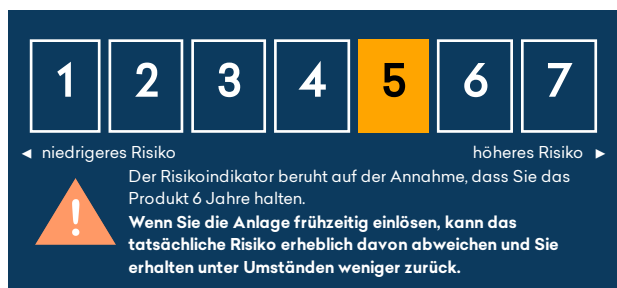 1 2 3 4 5 6 7
◄ niedrigeres Risiko höheres Risiko ►
Der Risikoindikator beruht auf der Annahme, dass Sie das
Produkt 6 Jahre halten.
! Wenn Sie die Anlage frühzeitig einlösen, kann das
tatsächliche Risiko erheblich davon abweichen und Sie
erhalten unter Umständen weniger zurück.